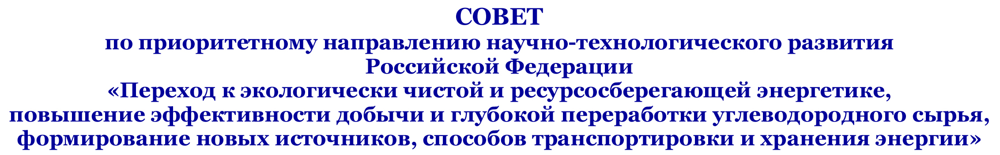 СОВЕТ
по приоритетному направлению научно-технологического развития
Российской Федерации
«Переход к экологически чистой и ресурсосберегающей энергетике,
повышение эффективности добычи и глубокой переработки углеводородного сырья,
формирование новых источников, способов транспортировки и хранения энергии»